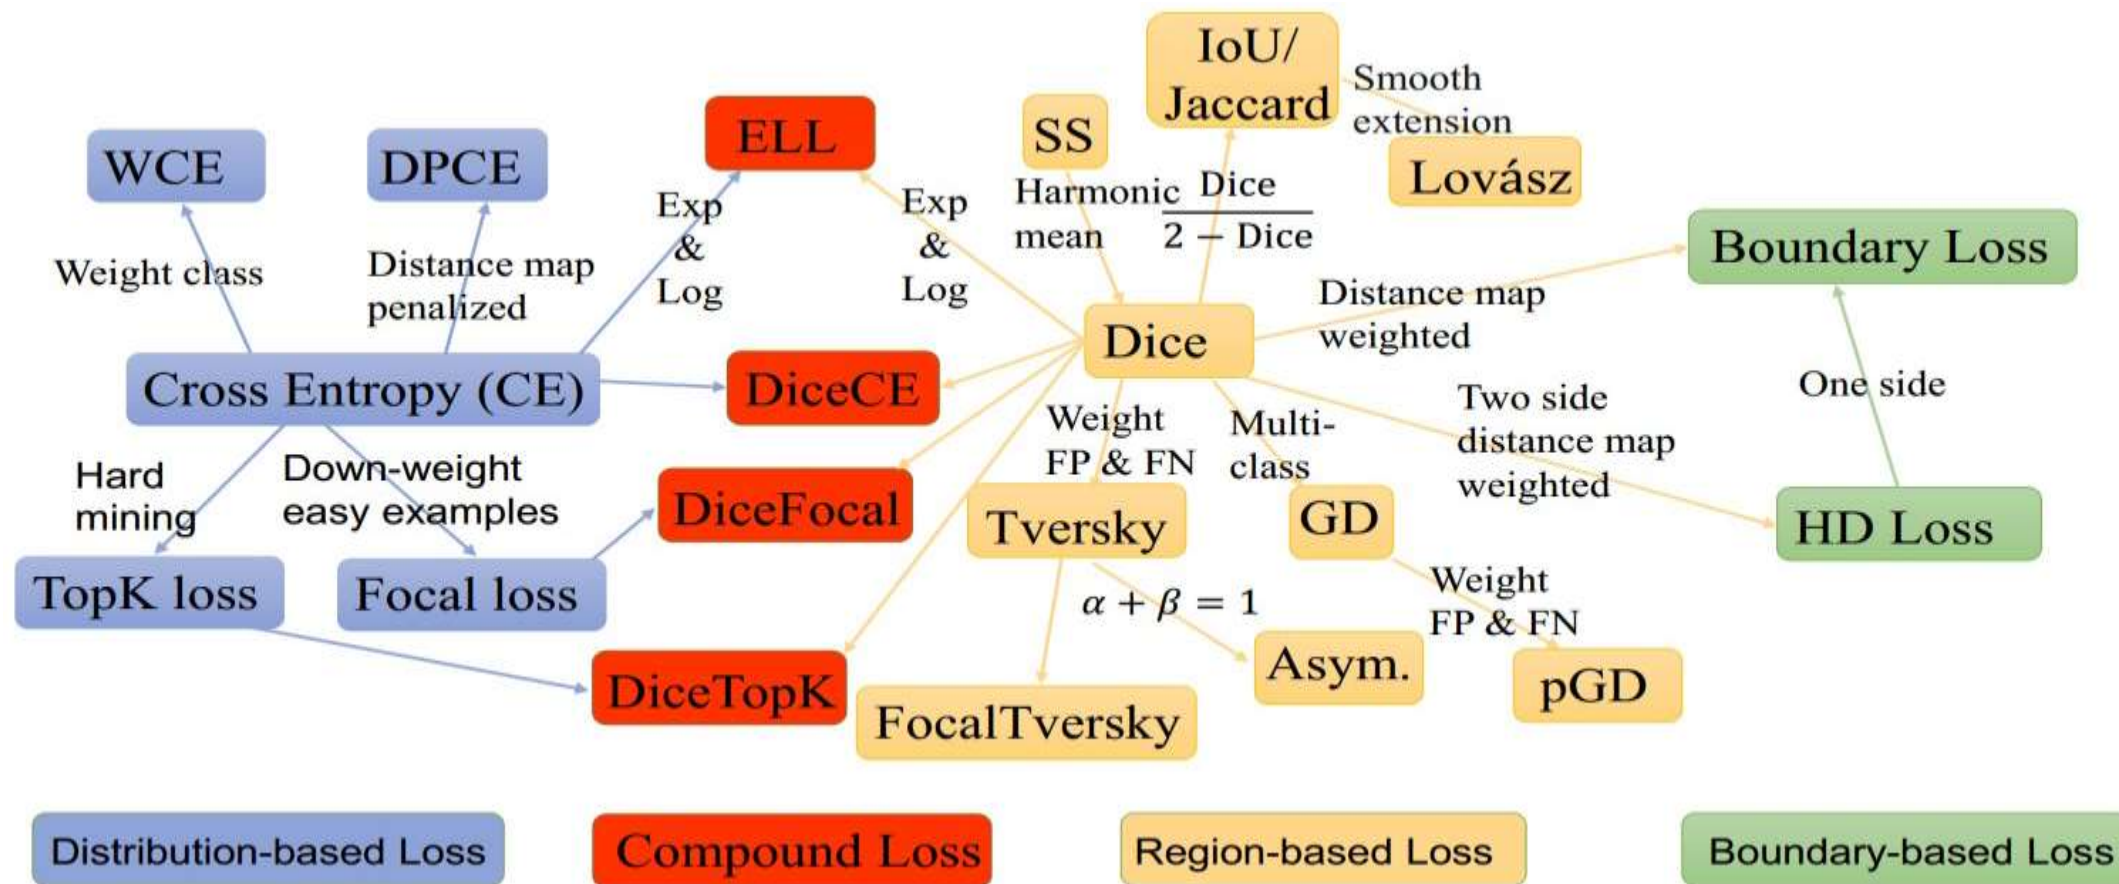 IoU/
Jaccard
Smooth
extension
SS
ELL
WCE
DPCE
Lovász
Harmonic
mean
Dice
2 − Dice
Exp
&
Log
Exp
&
Log
Weight class
Distance map
penalized
Boundary Loss
Distance map
weighted
Dice
Cross Entropy (CE)
DiceCE
One side
Two side
distance map
weighted
Weight
FP & FN
Multi-
class
Hard
mining
Down-weight
easy examples
DiceFocal
Tversky
GD
HD Loss
TopK loss
Focal loss
α + β = 1
Weight
FP & FN
DiceTopK
FocalTversky
Asym.
pGD
Distribution-based Loss
Compound Loss
Region-based Loss
Boundary-based Loss